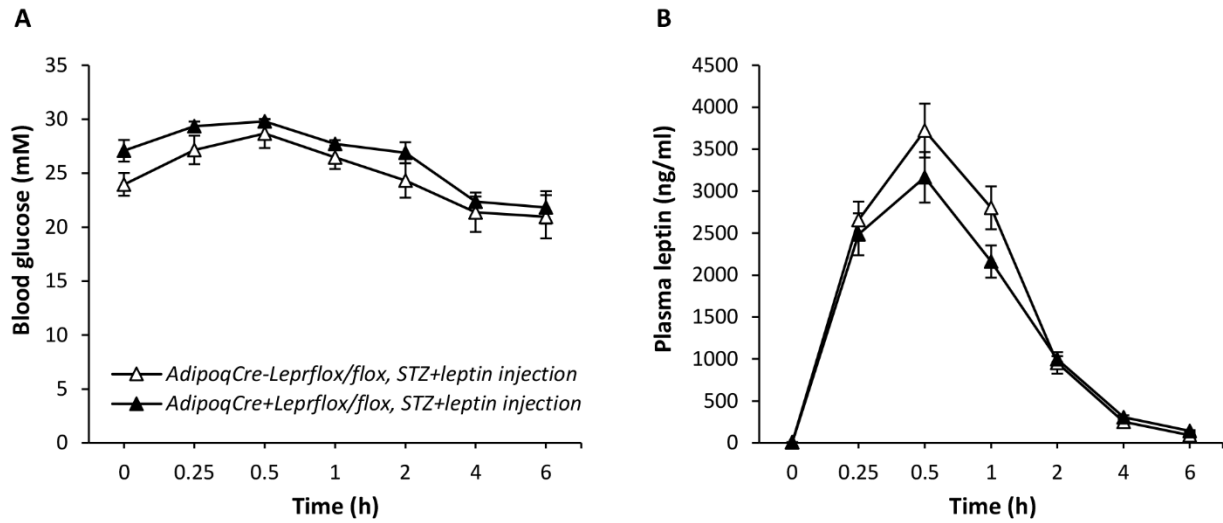 A
Blood glucose (mM)
35
30
25
20
15
10
5
0
AdipoqCre-Leprflox/flox, STZ+leptin injection
AdipoqCre+Leprflox/flox, STZ+leptin injection
0 0.25 0.5 1 2 4 6
Time (h)
B
Plasma leptin (ng/ml)
4500
4000
3500
3000
2500
2000
1500
1000
500
0
0 0.25 0.5 1 2 4 6
Time (h)